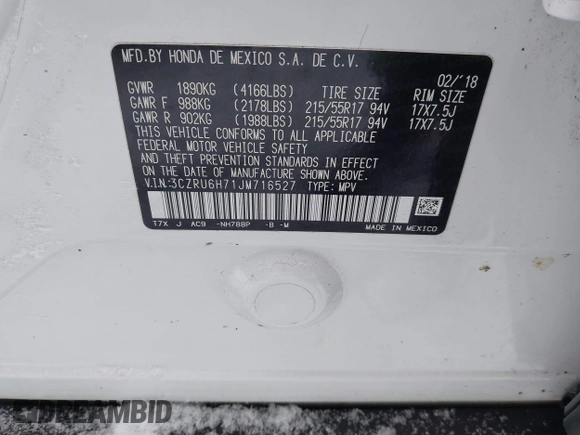 MFD.BY HONDA DE MEXICO S.A. DE C.V.
02/'18
GVWR 1890KG (4166LBS) TIRE SIZE RIM SIZE
GAWR F 988KG (2178LBS) 215/55R17 94V 17X7.5J
GAWR R 902KG (1988LBS) 215/55R17 94V 17X7.5J
THIS VEHICLE CONFORMS TO ALL APPLICABLE
FEDERAL MOTOR VEHICLE SAFETY
AND THEFT PREVENTION STANDARDS IN EFFECT
ON THE DATE OF MANUFACTURE SHOWN ABOVE.
V.I.N:3CZRU6H71JM716527 TYPE: MPV
T7X J AC9 -NH788P -B -M MADE IN MEXICO
EIDREAMBID